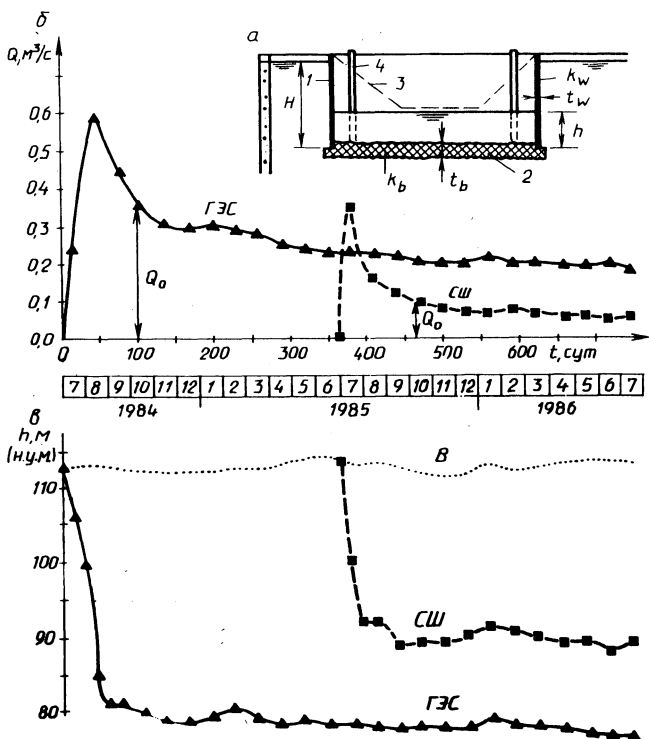 б
Q, м³/с
0,6
0,5
0,4
0,3
0,2
0,1
0,0
ГЭС
Q₀
СШ
Q₀
0
100
200
300
400
500
600
t, сут
а
1
4
3
H
k_w
t_w
h
k_b
t_b
2
7 8 9 10 11 12 1 2 3 4 5 6 7 8 9 10 11 12 1 2 3 4 5 6 7
1984 1985 1986
в
h, м
(н.у.м)
110
100
90
80
В
СШ
ГЭС